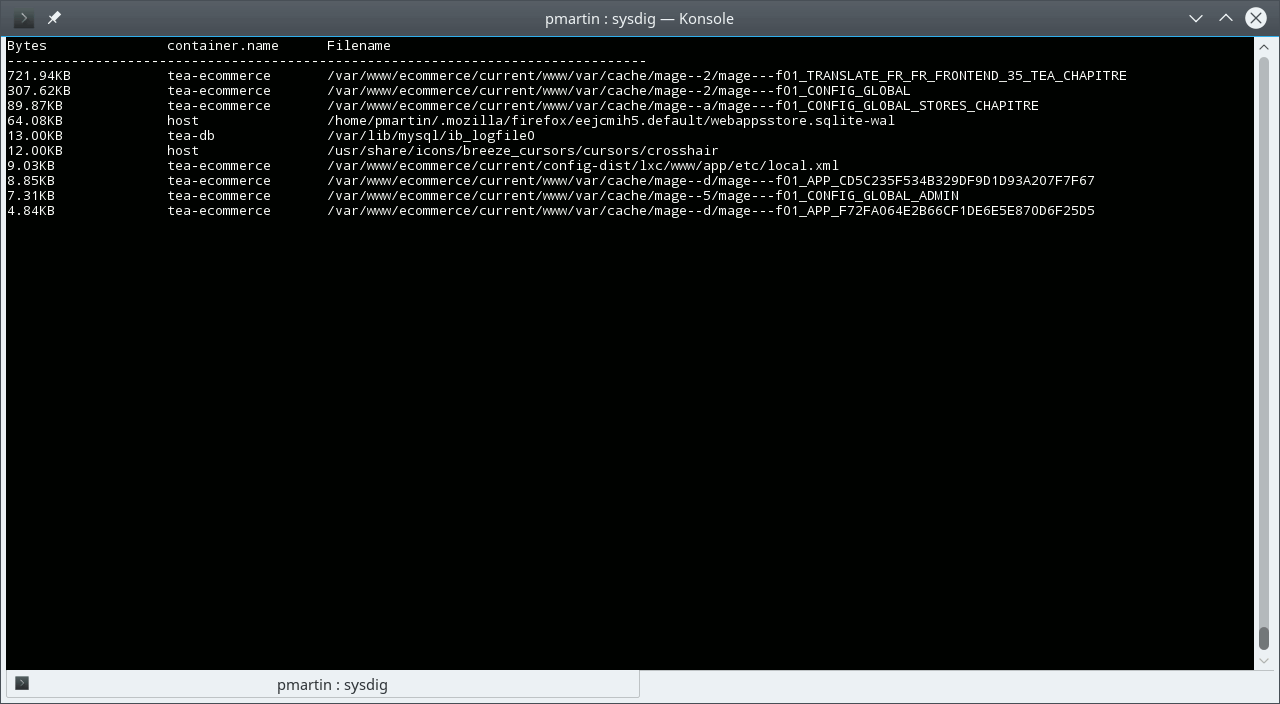 pmartin : sysdig — Konsole
Bytes container.name Filename
--------------------------------------------------------------------------------
721.94KB tea-ecommerce /var/www/ecommerce/current/www/var/cache/mage--2/mage---f01_TRANSLATE_FR_FR_FRONTEND_35_TEA_CHAPITRE
307.62KB tea-ecommerce /var/www/ecommerce/current/www/var/cache/mage--2/mage---f01_CONFIG_GLOBAL
89.87KB tea-ecommerce /var/www/ecommerce/current/www/var/cache/mage--a/mage---f01_CONFIG_GLOBAL_STORES_CHAPITRE
64.08KB host /home/pmartin/.mozilla/firefox/eejcmih5.default/webappsstore.sqlite-wal
13.00KB tea-db /var/lib/mysql/ib_logfile0
12.00KB host /usr/share/icons/breeze_cursors/cursors/crosshair
9.03KB tea-ecommerce /var/www/ecommerce/current/config-dist/lxc/www/app/etc/local.xml
8.85KB tea-ecommerce /var/www/ecommerce/current/www/var/cache/mage--d/mage---f01_APP_CD5C235F534B329DF9D1D93A207F7F67
7.31KB tea-ecommerce /var/www/ecommerce/current/www/var/cache/mage--5/mage---f01_CONFIG_GLOBAL_ADMIN
4.84KB tea-ecommerce /var/www/ecommerce/current/www/var/cache/mage--d/mage---f01_APP_F72FA064E2B66CF1DE6E5E870D6F25D5
pmartin : sysdig